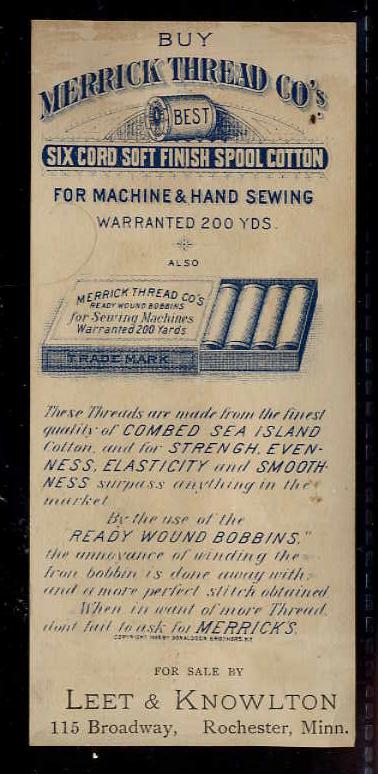 BUY
MERRICK THREAD CO'S
BEST
SIX CORD SOFT FINISH SPOOL COTTON
FOR MACHINE & HAND SEWING
WARRANTED 200 YDS.
ALSO
MERRICK THREAD CO'S
READY WOUND BOBBINS
for Sewing Machines
Warranted 200 Yards
TRADE MARK
These Threads are made from the finest
quality of COMBED SEA ISLAND
Cotton, and for STRENGH, EVEN-
NESS, ELASTICITY and SMOOTH-
NESS surpass anything in the
market
By the use of the
READY WOUND BOBBINS,"
the annoyance of winding the
Iron bobbin is done away with
and a more perfect stitch obtained
When in want of more Thread,
dont fail to ask for MERRICKS.
COPYRIGHT BY DONALDSON BROTHERS N.Y.
FOR SALE BY
LEET & KNOWLTON
115 Broadway, Rochester, Minn.